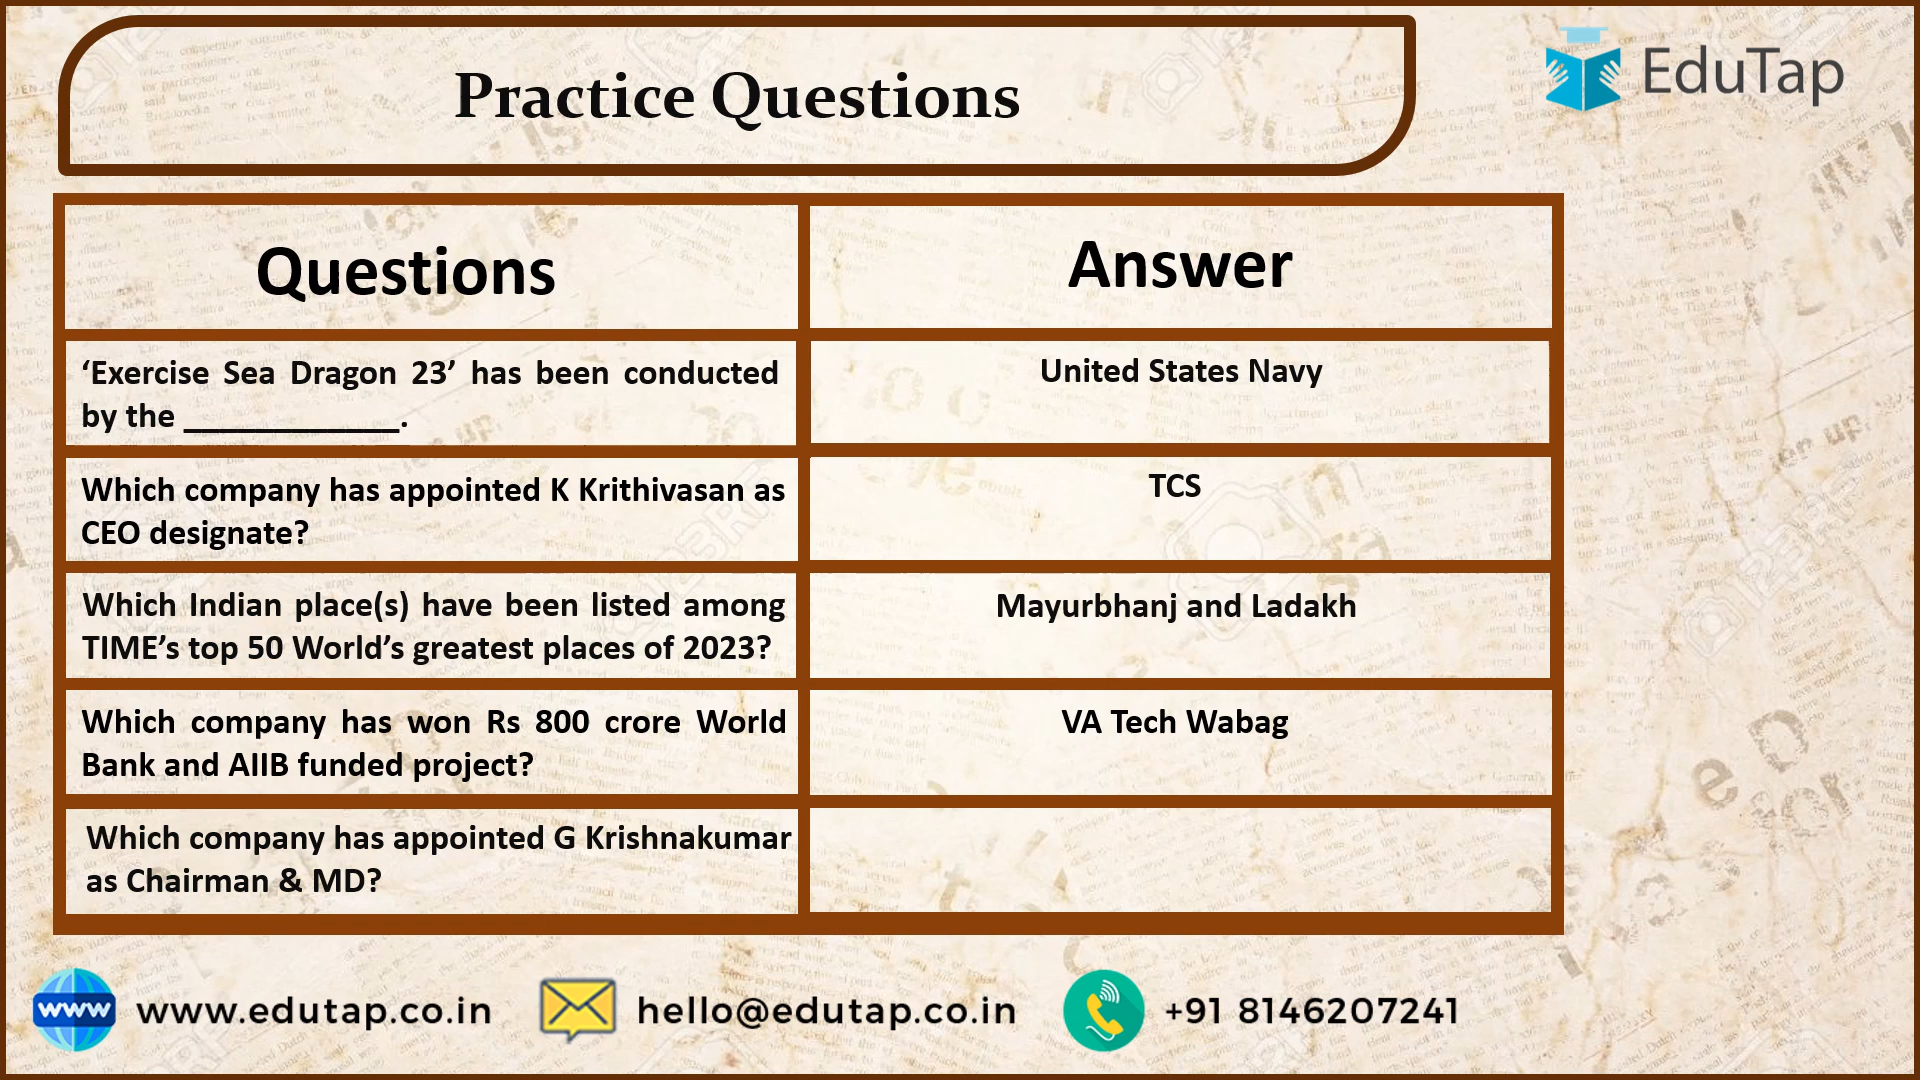 Practice Questions
EduTap
Questions
Answer
‘Exercise Sea Dragon 23’ has been conducted
by the ____________.
United States Navy
Which company has appointed K Krithivasan as
CEO designate?
TCS
Which Indian place(s) have been listed among
TIME’s top 50 World’s greatest places of 2023?
Mayurbhanj and Ladakh
Which company has won Rs 800 crore World
Bank and AIIB funded project?
VA Tech Wabag
Which company has appointed G Krishnakumar
as Chairman & MD?
www
www.edutap.co.in
hello@edutap.co.in
+91 8146207241